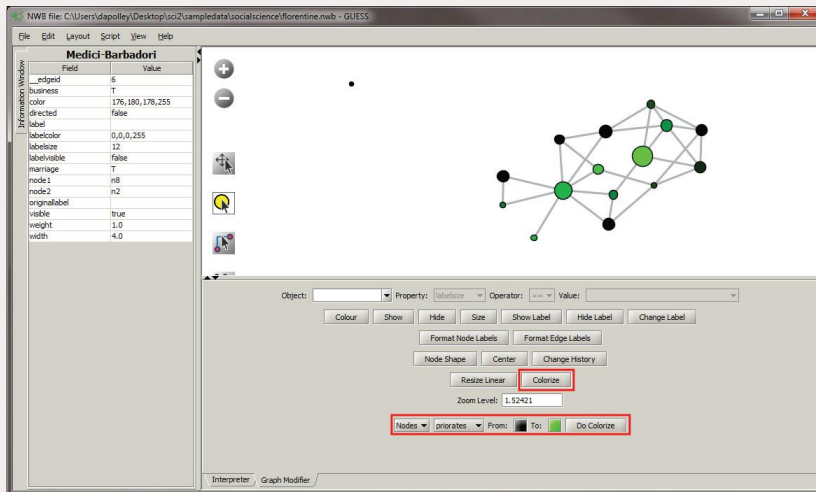 NWB file: C:\Users\dapolley\Desktop\sci2\sampledata\socialscience\florentine.nwb - GUESS
File Edit Layout Script View Help
Information Window
Medici-Barbadori
Field Value
__edgeid 6
business T
color 176,180,178,255
directed false
label
labelcolor 0,0,0,255
labelsize 12
labelvisible false
marriage T
node1 n8
node2 n2
originallabel
visible true
weight 1.0
width 4.0
Object: Property: labelsize Operator: == Value:
Colour Show Hide Size Show Label Hide Label Change Label
Format Node Labels Format Edge Labels
Node Shape Center Change History
Resize Linear Colorize
Zoom Level: 1.52421
Nodes priorates From: To: Do Colorize
Interpreter Graph Modifier